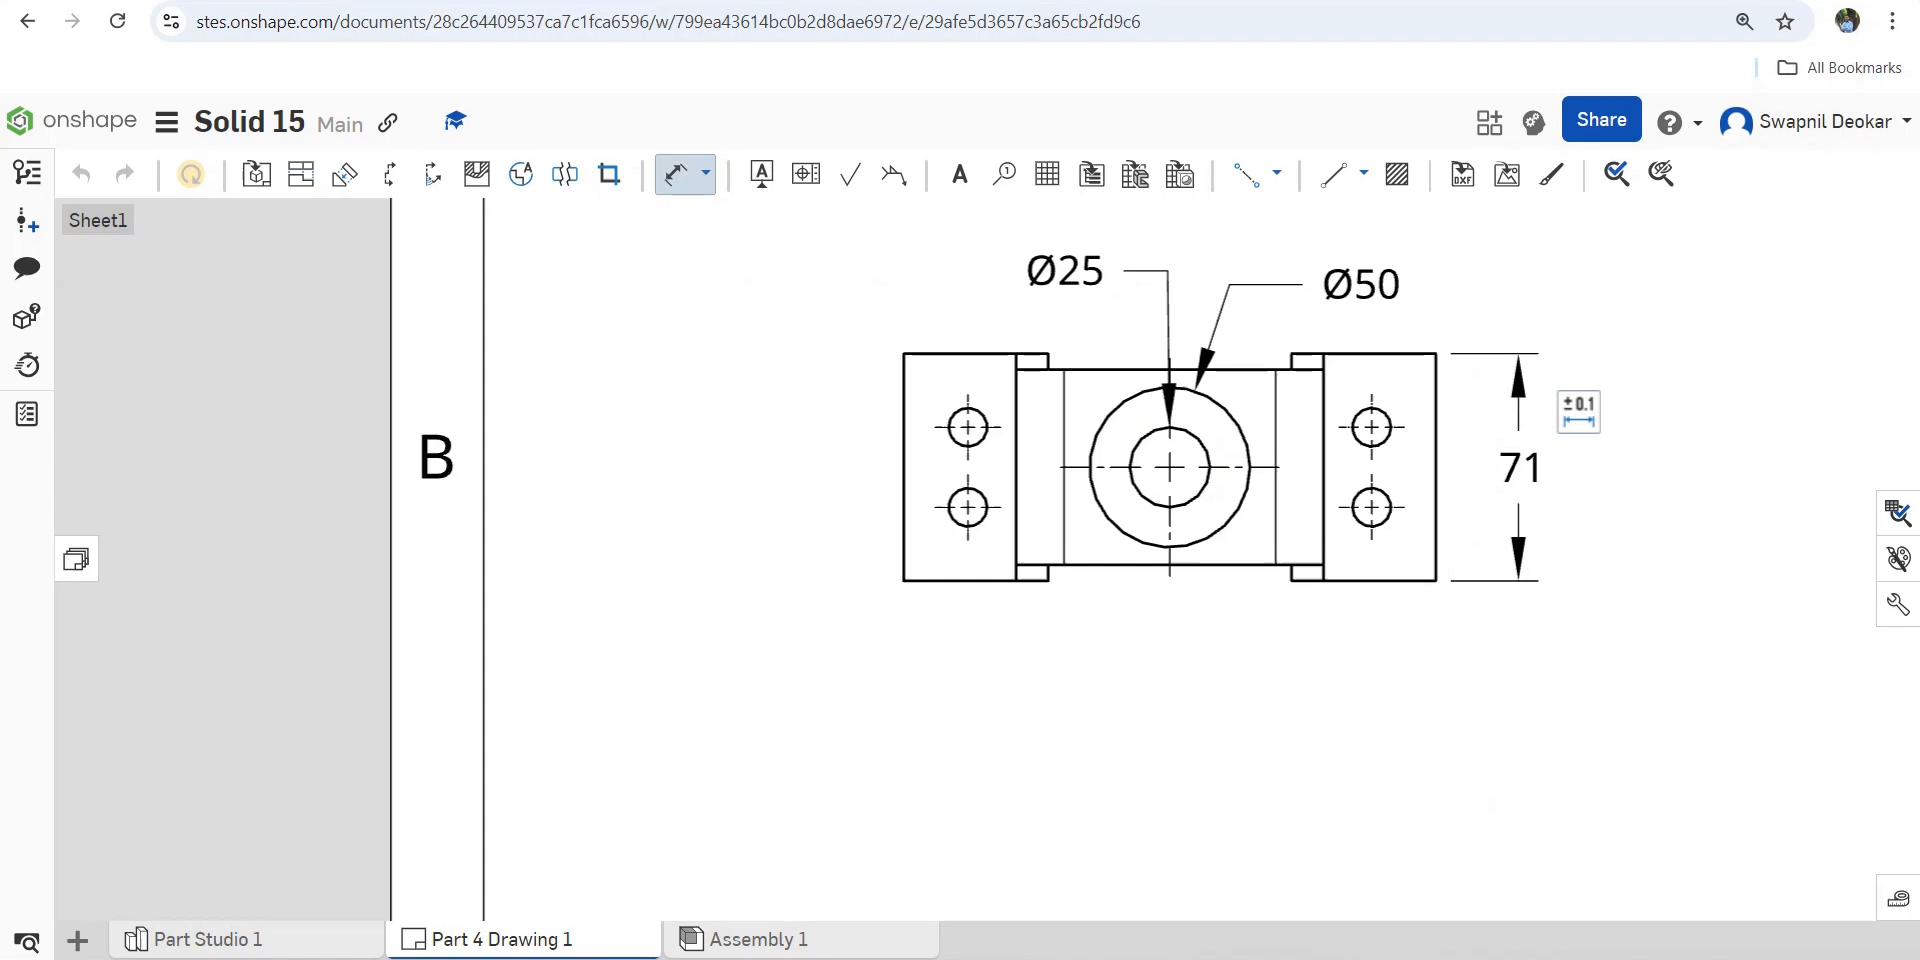 stes.onshape.com/documents/28c264409537ca7c1fca6596/w/799ea43614bc0b2d8dae6972/e/29afe5d3657c3a65cb2fd9c6
All Bookmarks
onshape Solid 15 Main Share Swapnil Deokar
Sheet1
Ø25
Ø50
±0.1
71
B
Part Studio 1
Part 4 Drawing 1
Assembly 1